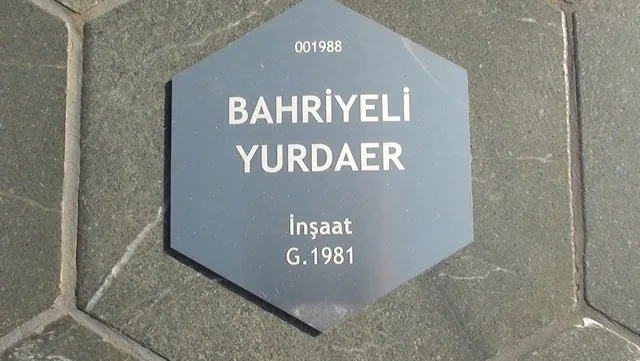 001988
BAHRİYELİ
YURDAER
İnşaat
G.1981